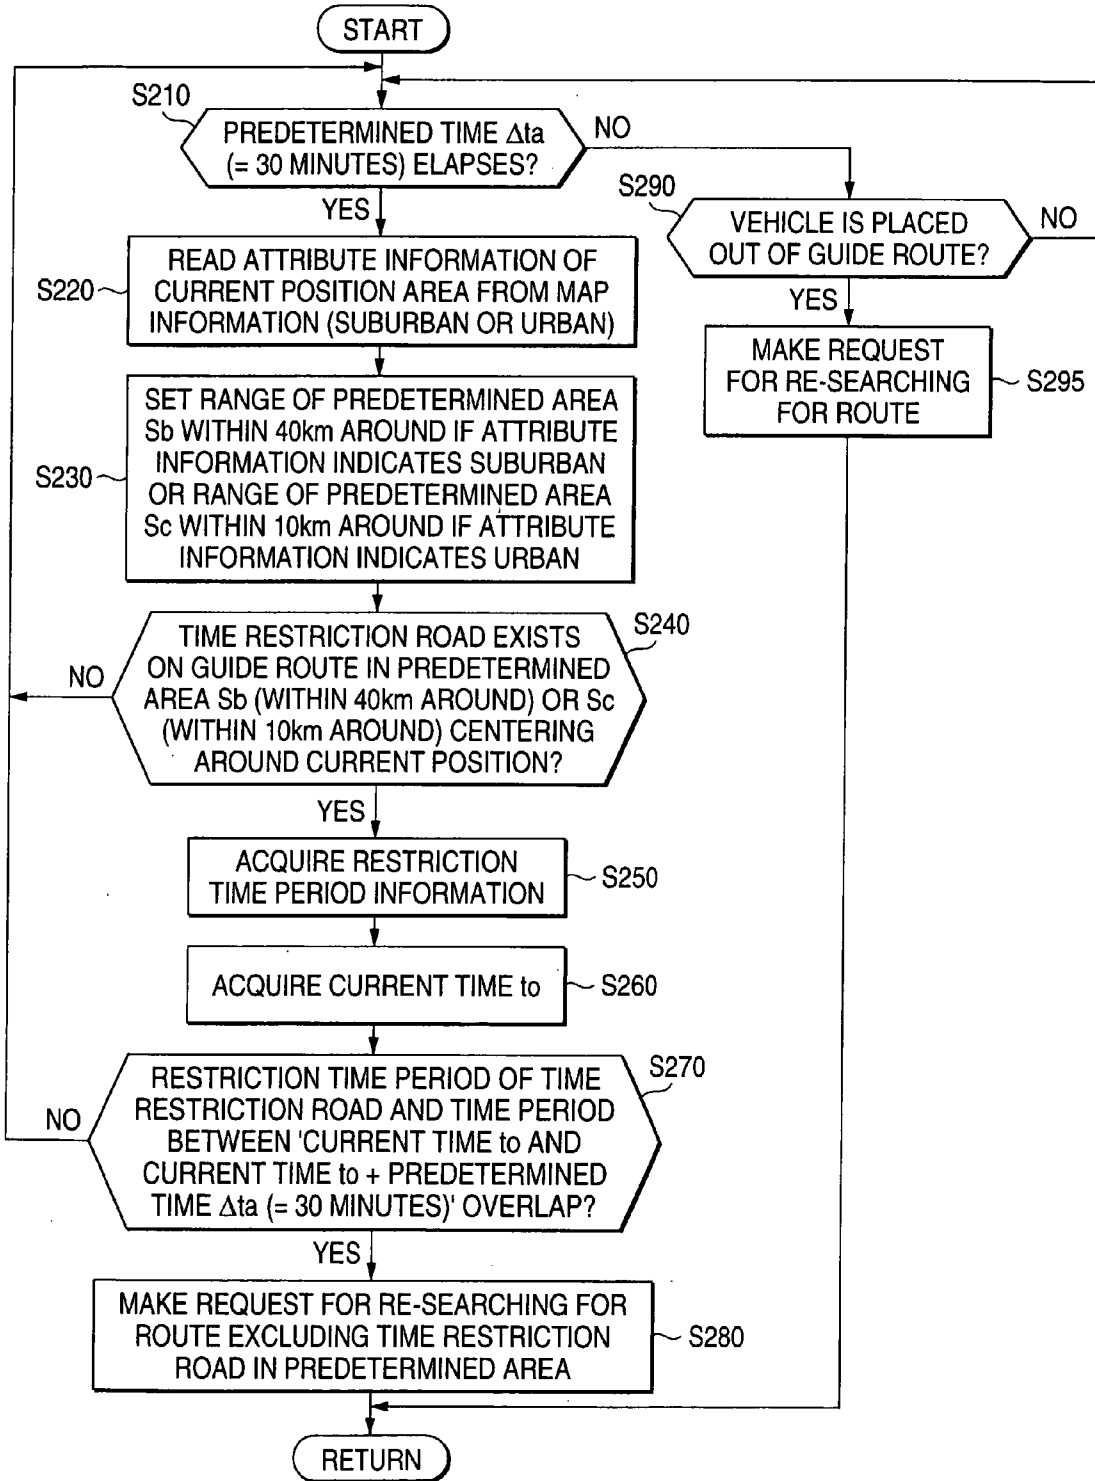 START
S210
PREDETERMINED TIME Δta
(= 30 MINUTES) ELAPSES?
NO
YES
S290
VEHICLE IS PLACED
OUT OF GUIDE ROUTE?
NO
YES
S220
READ ATTRIBUTE INFORMATION OF
CURRENT POSITION AREA FROM MAP
INFORMATION (SUBURBAN OR URBAN)
MAKE REQUEST
FOR RE-SEARCHING
FOR ROUTE
S295
S230
SET RANGE OF PREDETERMINED AREA
Sb WITHIN 40km AROUND IF ATTRIBUTE
INFORMATION INDICATES SUBURBAN
OR RANGE OF PREDETERMINED AREA
Sc WITHIN 10km AROUND IF ATTRIBUTE
INFORMATION INDICATES URBAN
S240
TIME RESTRICTION ROAD EXISTS
ON GUIDE ROUTE IN PREDETERMINED
AREA Sb (WITHIN 40km AROUND) OR Sc
(WITHIN 10km AROUND) CENTERING
AROUND CURRENT POSITION?
NO
YES
ACQUIRE RESTRICTION
TIME PERIOD INFORMATION
S250
ACQUIRE CURRENT TIME to
S260
S270
RESTRICTION TIME PERIOD OF TIME
RESTRICTION ROAD AND TIME PERIOD
BETWEEN 'CURRENT TIME to AND
CURRENT TIME to + PREDETERMINED
TIME Δta (= 30 MINUTES)' OVERLAP?
NO
YES
MAKE REQUEST FOR RE-SEARCHING FOR
ROUTE EXCLUDING TIME RESTRICTION
ROAD IN PREDETERMINED AREA
S280
RETURN